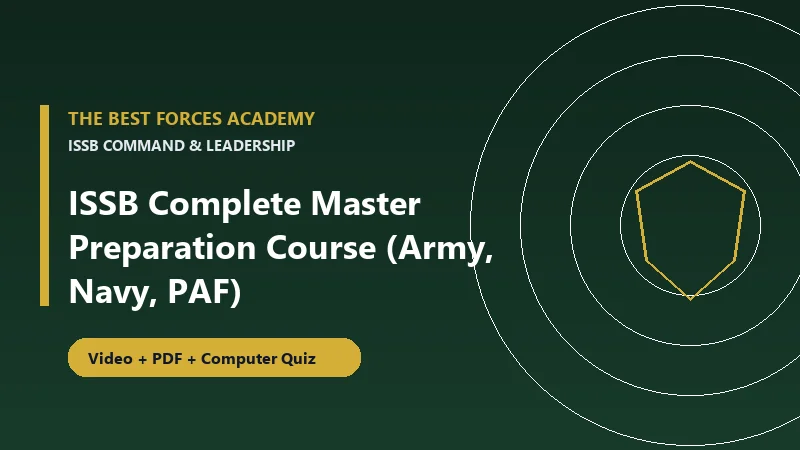 THE BEST FORCES ACADEMY
ISSB COMMAND & LEADERSHIP
ISSB Complete Master
Preparation Course (Army,
Navy, PAF)
Video + PDF + Computer Quiz